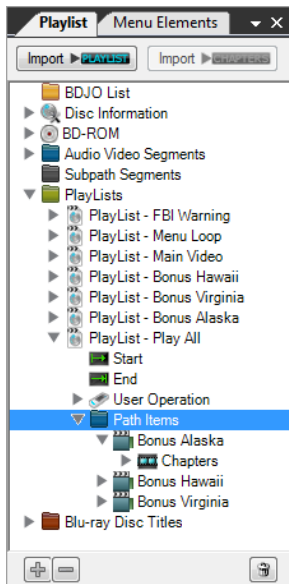 Playlist Menu Elements
Import PLAYLIST Import CHAPTERS
BDJO List
Disc Information
BD-ROM
Audio Video Segments
Subpath Segments
PlayLists
PlayList - FBI Warning
PlayList - Menu Loop
PlayList - Main Video
PlayList - Bonus Hawaii
PlayList - Bonus Virginia
PlayList - Bonus Alaska
PlayList - Play All
Start
End
User Operation
Path Items
Bonus Alaska
Chapters
Bonus Hawaii
Bonus Virginia
Blu-ray Disc Titles